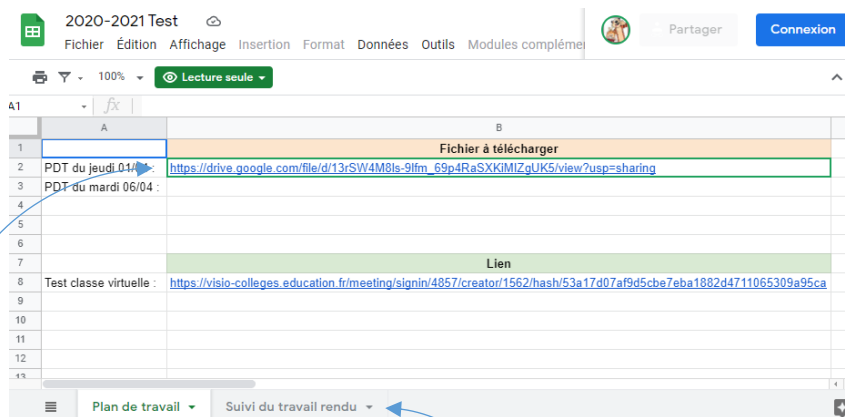 2020-2021 Test
Fichier Édition Affichage Insertion Format Données Outils Modules complémen
Partager
Connexion
100% Lecture seule
A1 fx
A B
1 Fichier à télécharger
2 PDT du jeudi 01/04 : https://drive.google.com/file/d/13rSW4M8ls-9lfm_69p4RaSXKiMIZgUK5/view?usp=sharing
3 PDT du mardi 06/04 :
4
5
6
7 Lien
8 Test classe virtuelle : https://visio-colleges.education.fr/meeting/signin/4857/creator/1562/hash/53a17d07af9d5cbe7eba1882d4711065309a95ca
9
10
11
12
13
Plan de travail Suivi du travail rendu